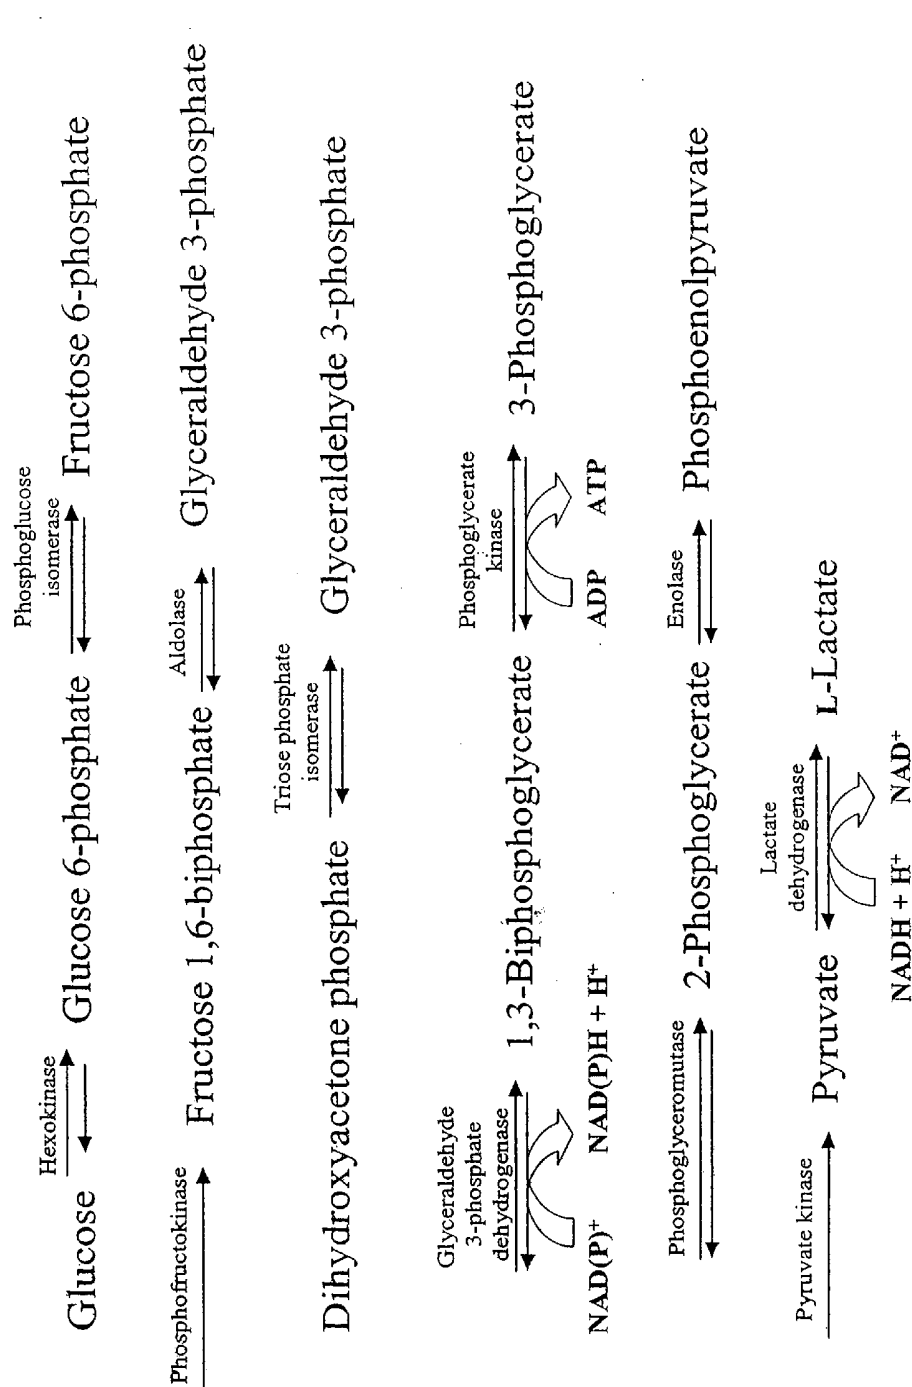 Hexokinase
Phosphoglucose
isomerase
Glucose
Glucose 6-phosphate
Fructose 6-phosphate
Phosphofruktokinase
Aldolase
Fructose 1,6-biphosphate
Glyceraldehyde 3-phosphate
Triose phosphate
isomerase
Dihydroxyacetone phosphate
Glyceraldehyde 3-phosphate
Glyceraldehyde
3-phosphate
dehydrogenase
Phosphoglycerate
kinase
1,3-Biphosphoglycerate
3-Phosphoglycerate
NAD(P)+
NAD(P)H + H+
ADP
ATP
Phosphoglyceromutase
Enolase
2-Phosphoglycerate
Phosphoenolpyruvate
Pyruvate kinase
Lactate
dehydrogenase
Pyruvate
L-Lactate
NADH + H+
NAD+